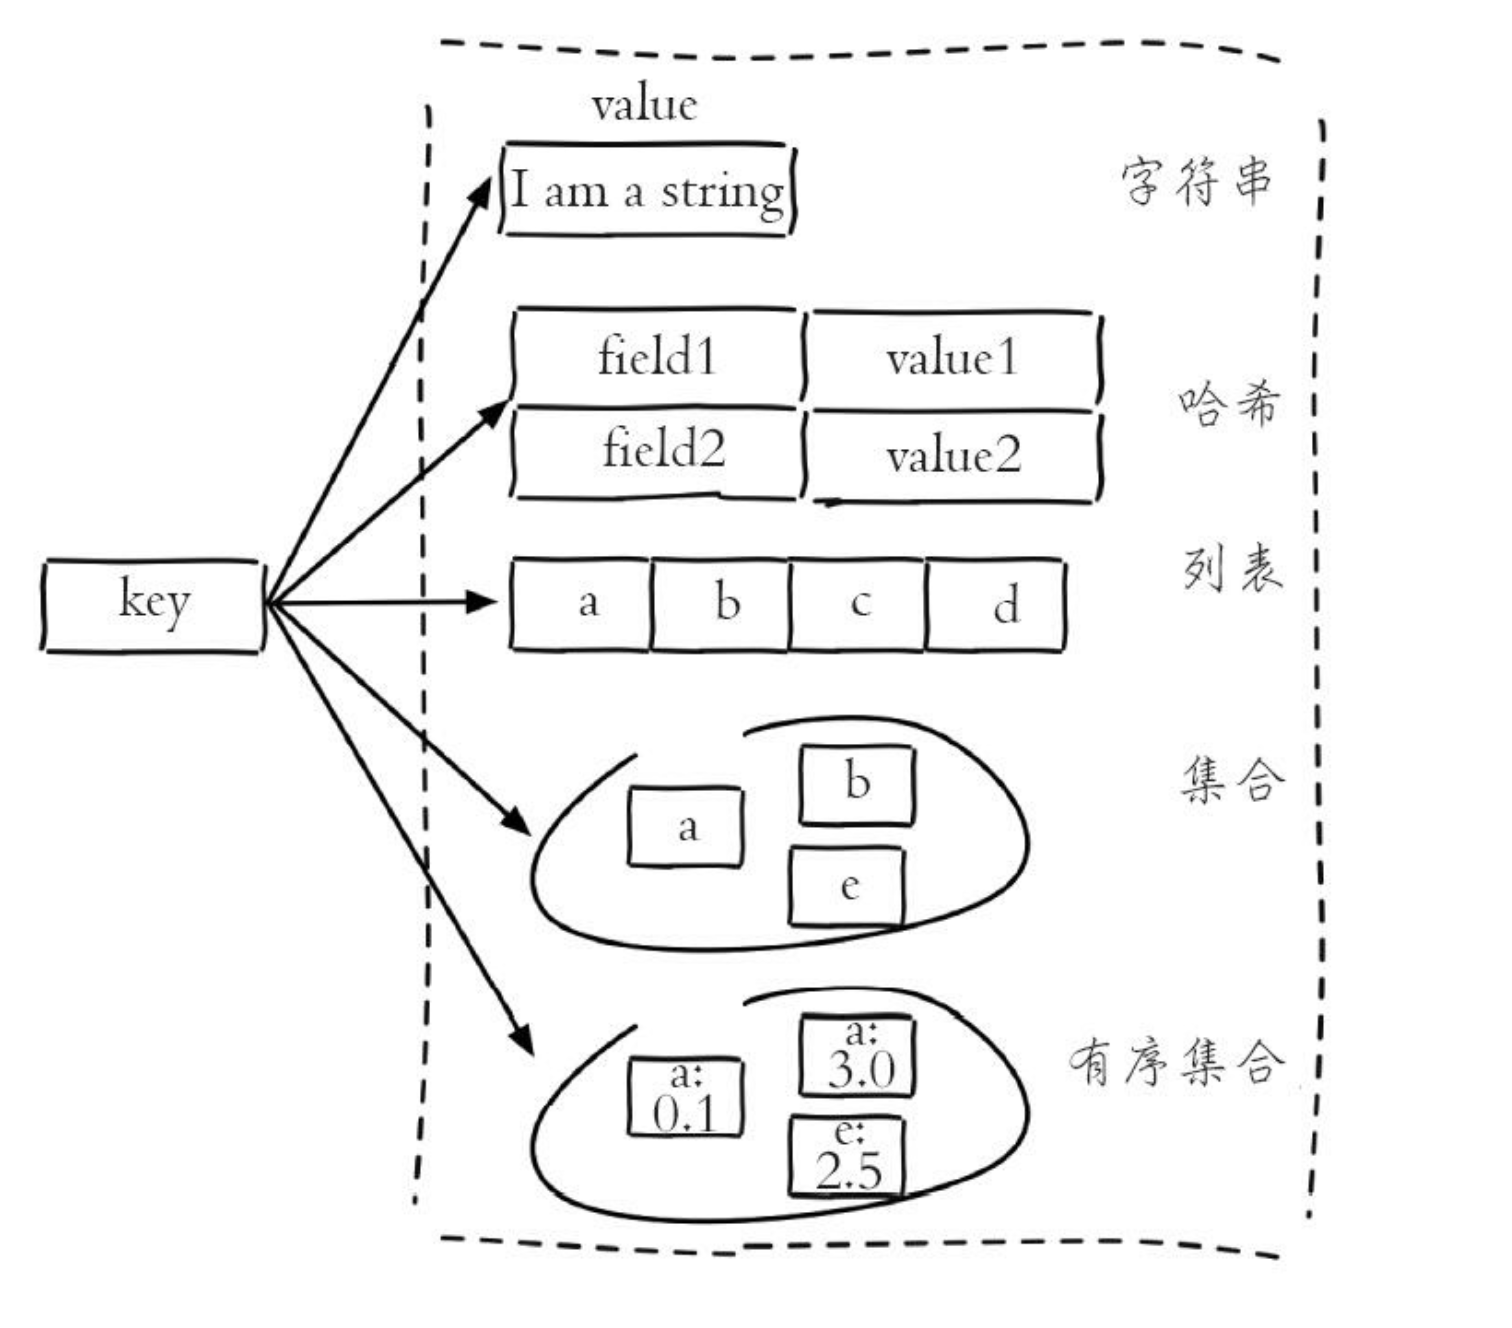 value
I am a string
字符串
field1 value1
哈希
field2 value2
列表
key
a b c d
集合
b
a
e
有序集合
a:
3.0
a:
0.1
e:
2.5